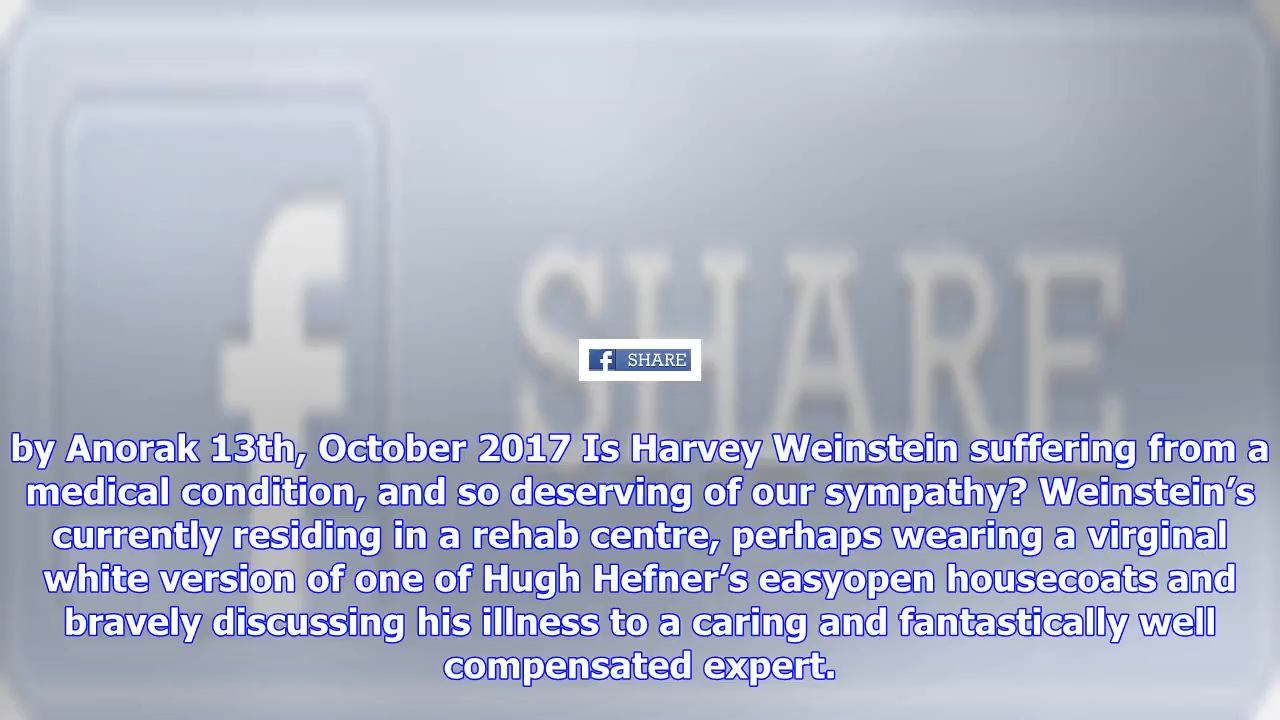 f SHARE
f SHARE
by Anorak 13th, October 2017 Is Harvey Weinstein suffering from a
medical condition, and so deserving of our sympathy? Weinstein’s
currently residing in a rehab centre, perhaps wearing a virginal
white version of one of Hugh Hefner’s easyopen housecoats and
bravely discussing his illness to a caring and fantastically well
compensated expert.